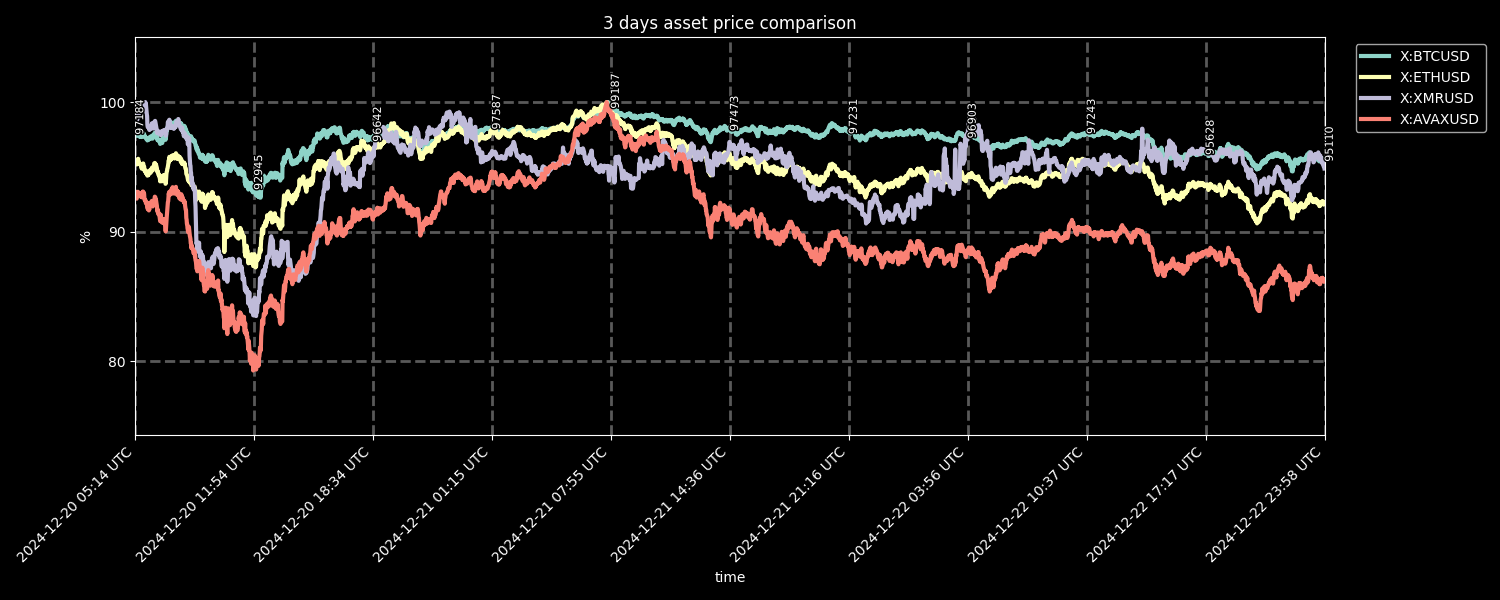 3 days asset price comparison
X:BTCUSD
X:ETHUSD
X:XMRUSD
X:AVAXUSD
100
90
80
%
97184
92945
96642
97587
99187
97473
97231
96903
97243
95628
95110
2024-12-20 05:14 UTC
2024-12-20 11:54 UTC
2024-12-20 18:34 UTC
2024-12-21 01:15 UTC
2024-12-21 07:55 UTC
2024-12-21 14:36 UTC
2024-12-21 21:16 UTC
2024-12-22 03:56 UTC
2024-12-22 10:37 UTC
2024-12-22 17:17 UTC
2024-12-22 23:58 UTC
time